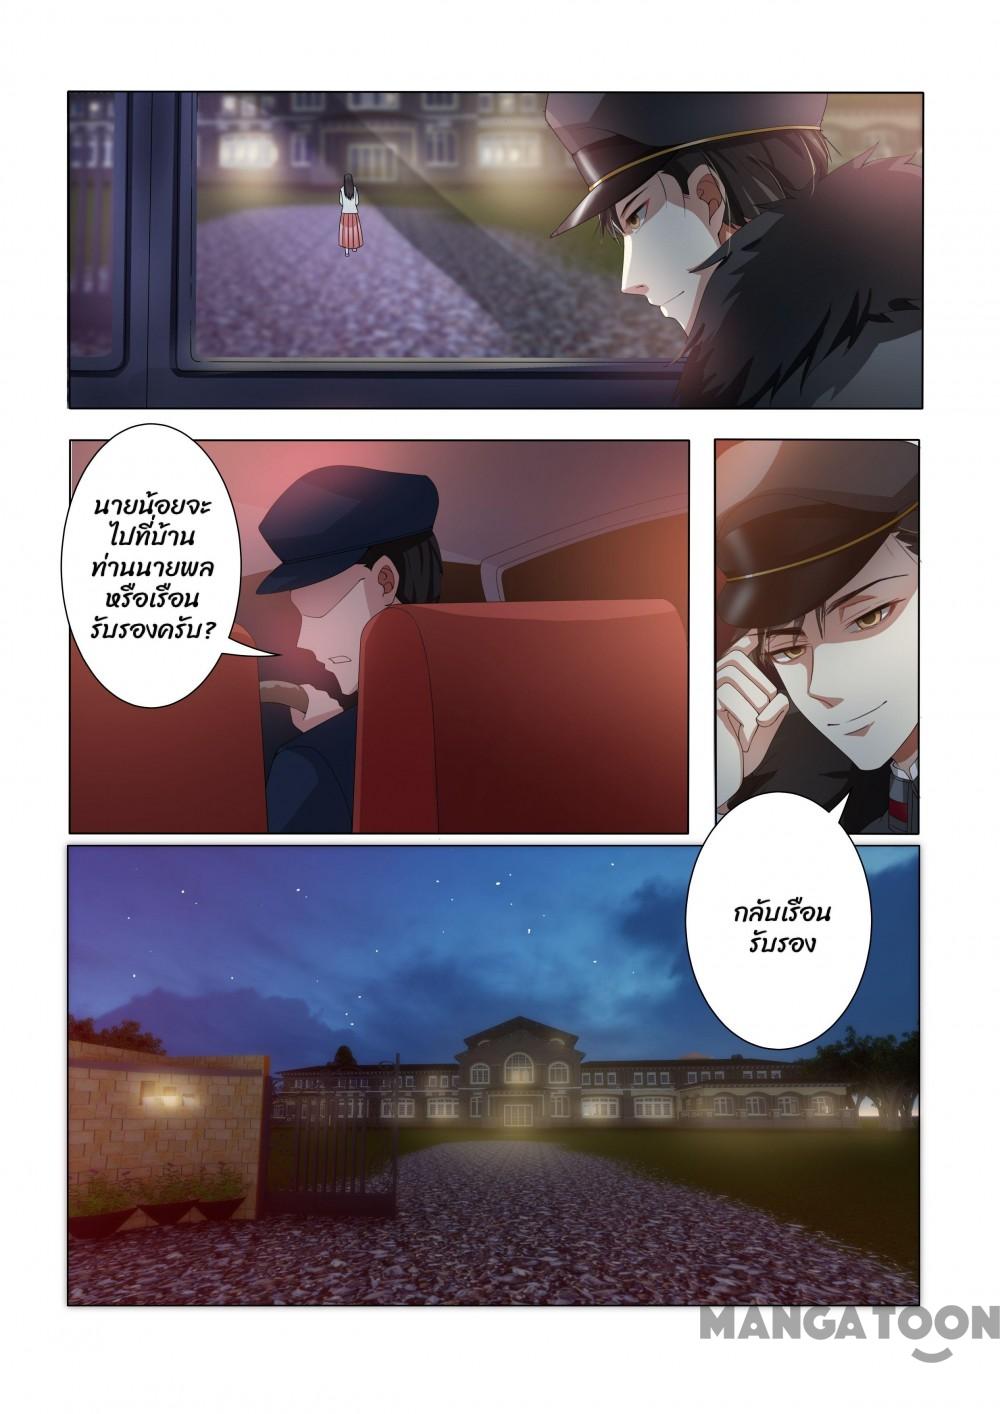 นายน้อยจะ
ไปที่บ้าน
ท่านนายพล
หรือเรือน
รับรองครับ?
กลับเรือน
รับรอง
MANGATOON